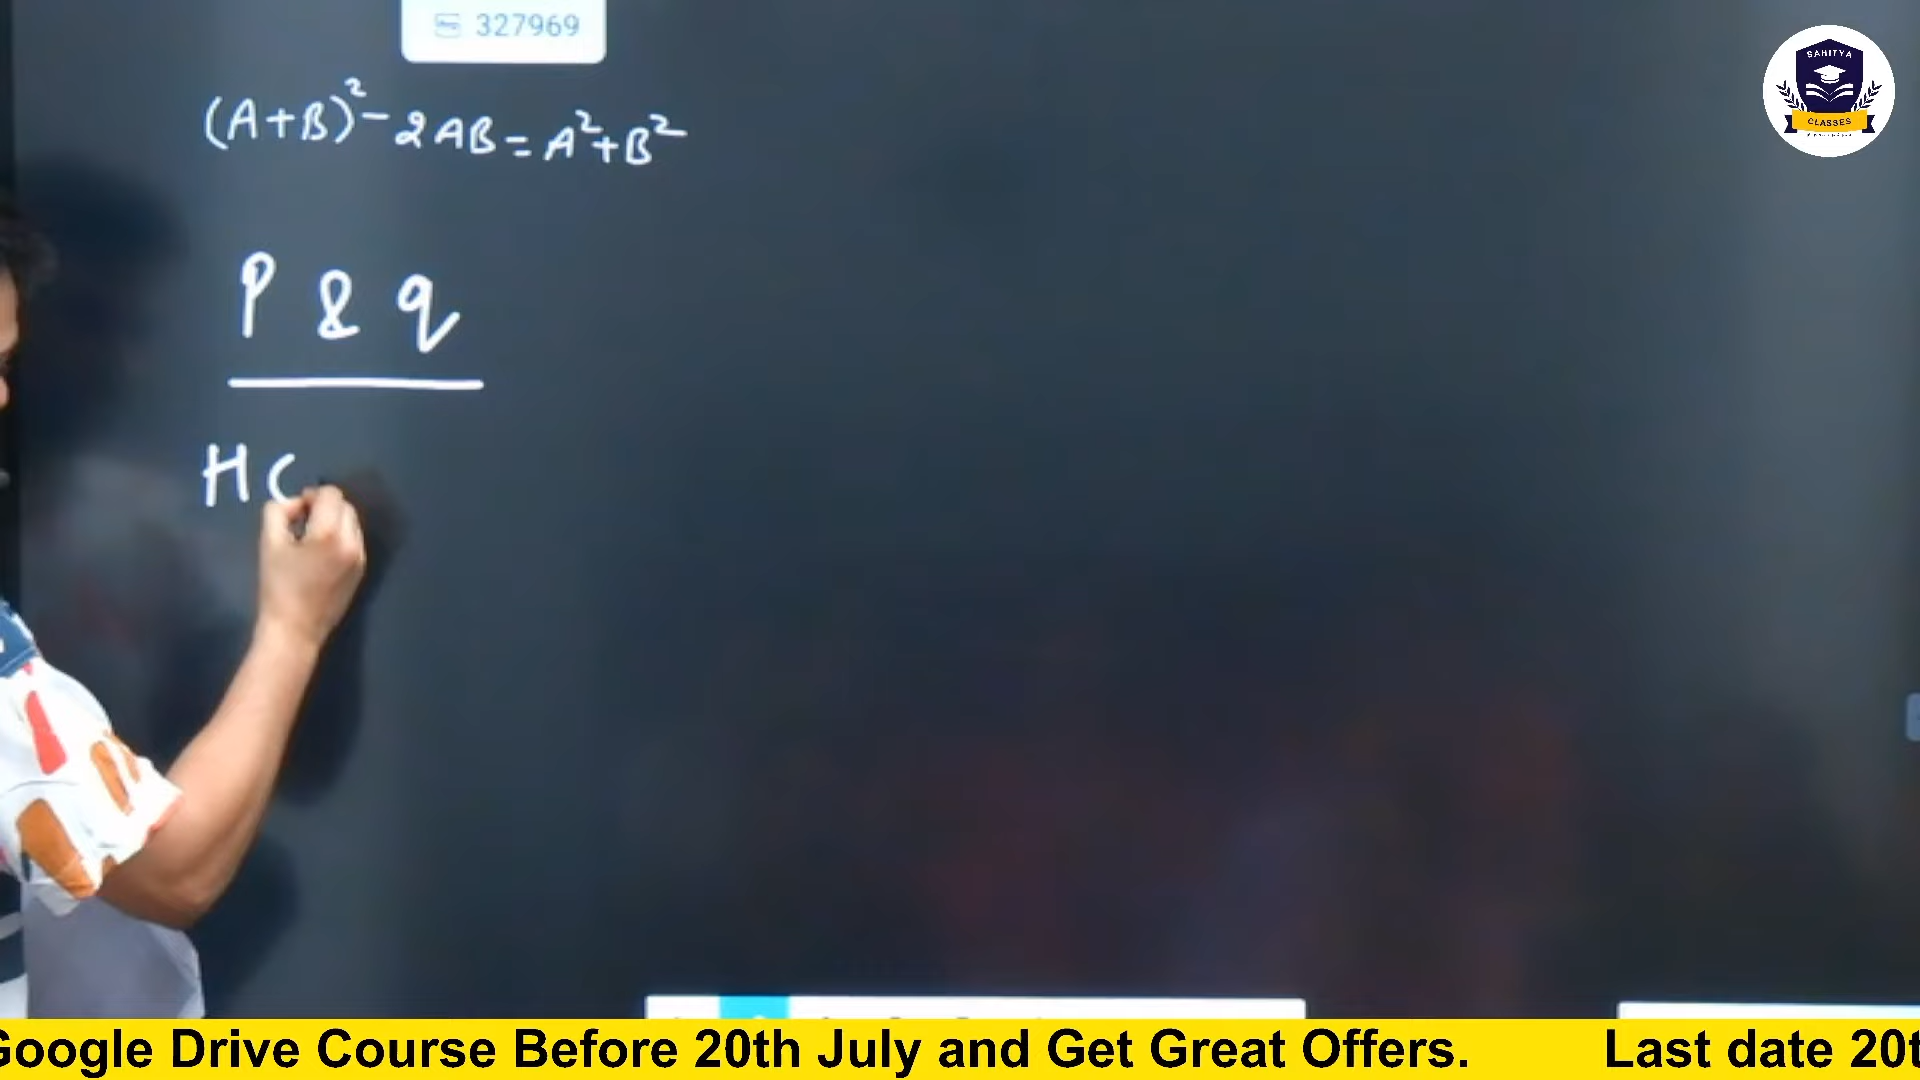 327969
SAHITYA
CLASSES
(A+B)² - 2AB = A² + B²
P & q
HC
Google Drive Course Before 20th July and Get Great Offers. Last date 20t